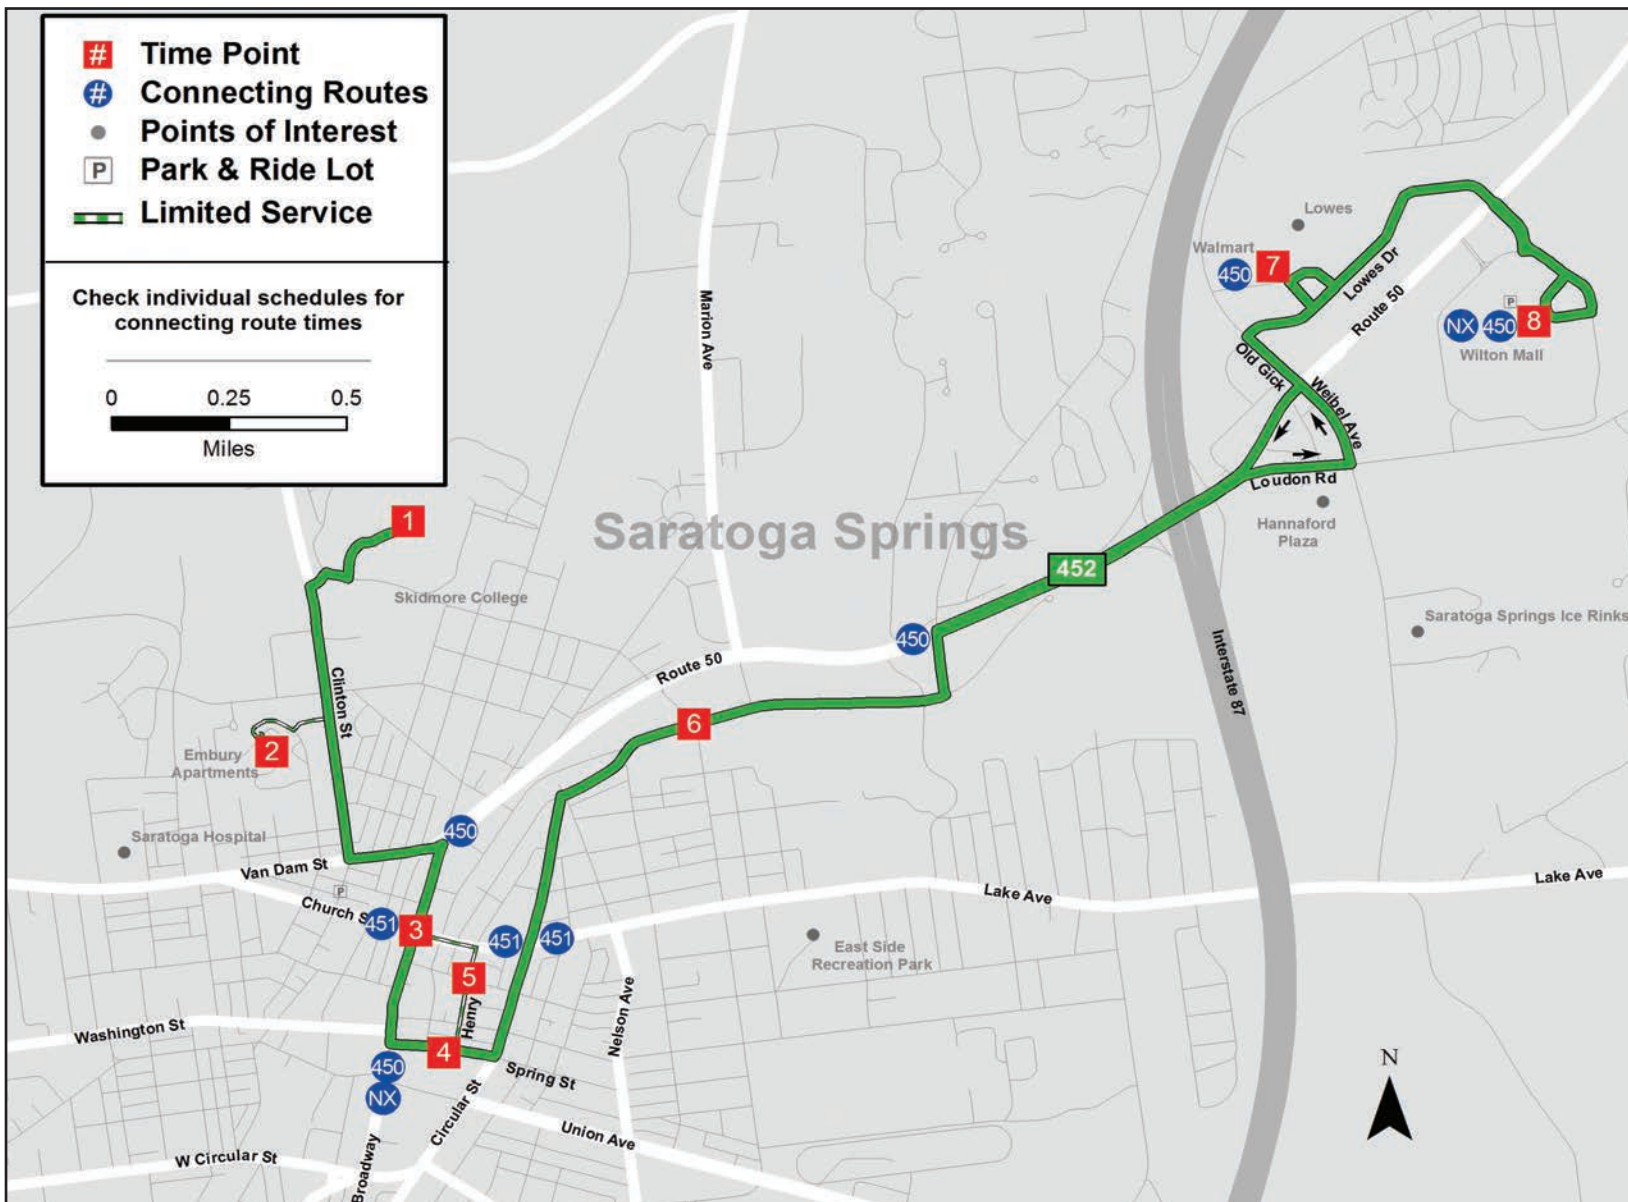 # Time Point
# Connecting Routes
Points of Interest
P Park & Ride Lot
Limited Service
Check individual schedules for
connecting route times
0 0.25 0.5
Miles
Lowes
Walmart
450 7
Lowes Dr
Route 50
P
NX 450 8
Wilton Mall
Old Gick
Weibel Ave
Loudon Rd
Hannaford
Plaza
Marion Ave
1
Saratoga Springs
452
Skidmore College
Saratoga Springs Ice Rinks
450
Route 50
Interstate 87
Clinton St
6
2
Embury
Apartments
Saratoga Hospital
450
Van Dam St
P
Church S
451 3
451
451
Lake Ave
Lake Ave
East Side
Recreation Park
5
Henry
Nelson Ave
Washington St
4
450
NX
Spring St
Circular St
Union Ave
W Circular St
Broadway
N